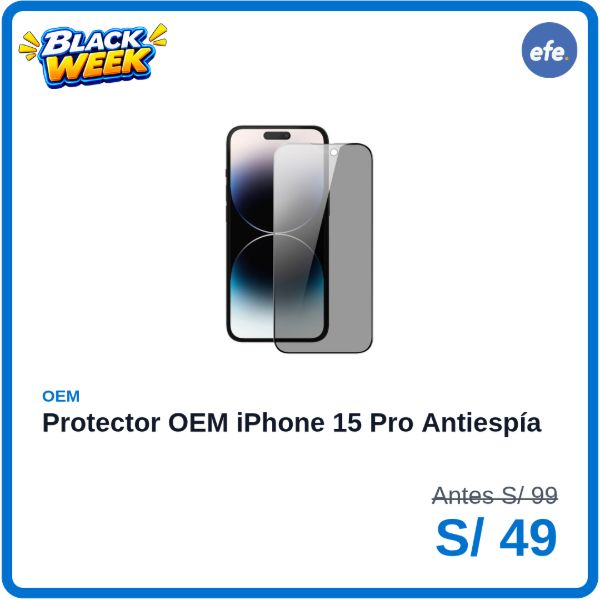 BLACK
WEEK
efe.
OEM
Protector OEM iPhone 15 Pro Antiespía
Antes S/ 99
S/ 49